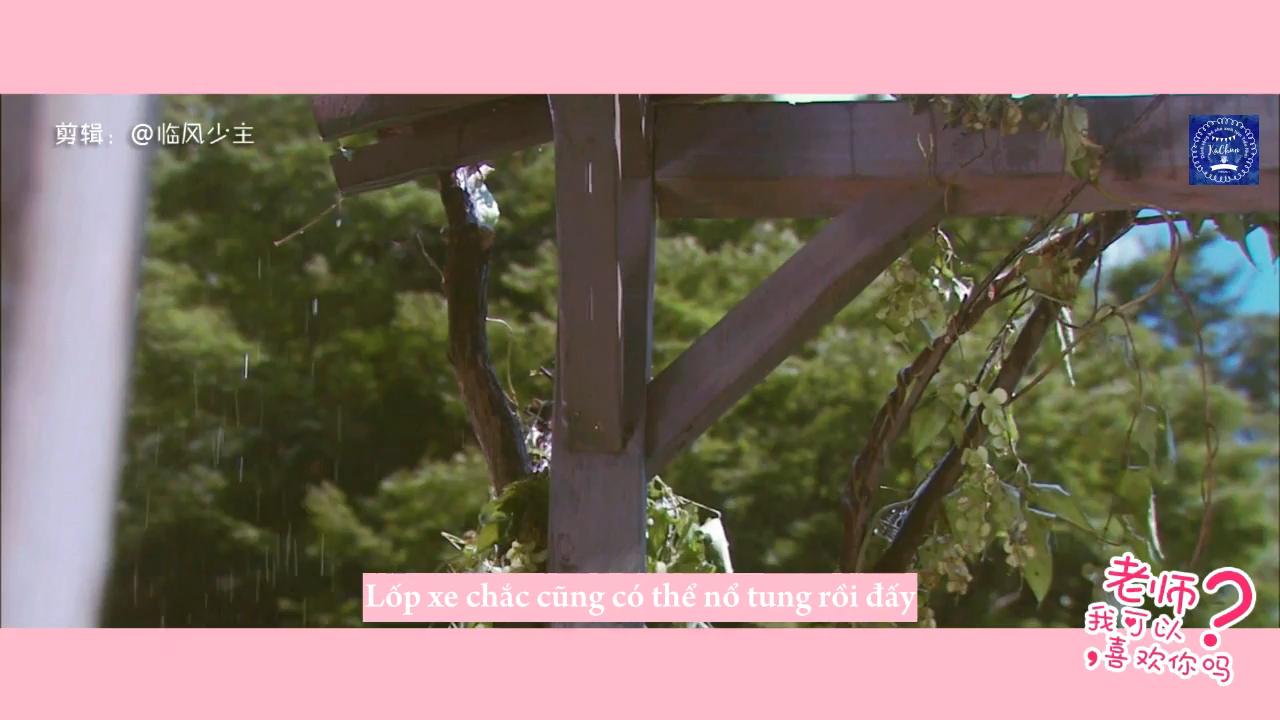 剪辑：@临风少主
KaChun
Lốp xe chắc cũng có thể nổ tung rồi đấy
老师?
我可以
,喜欢你吗